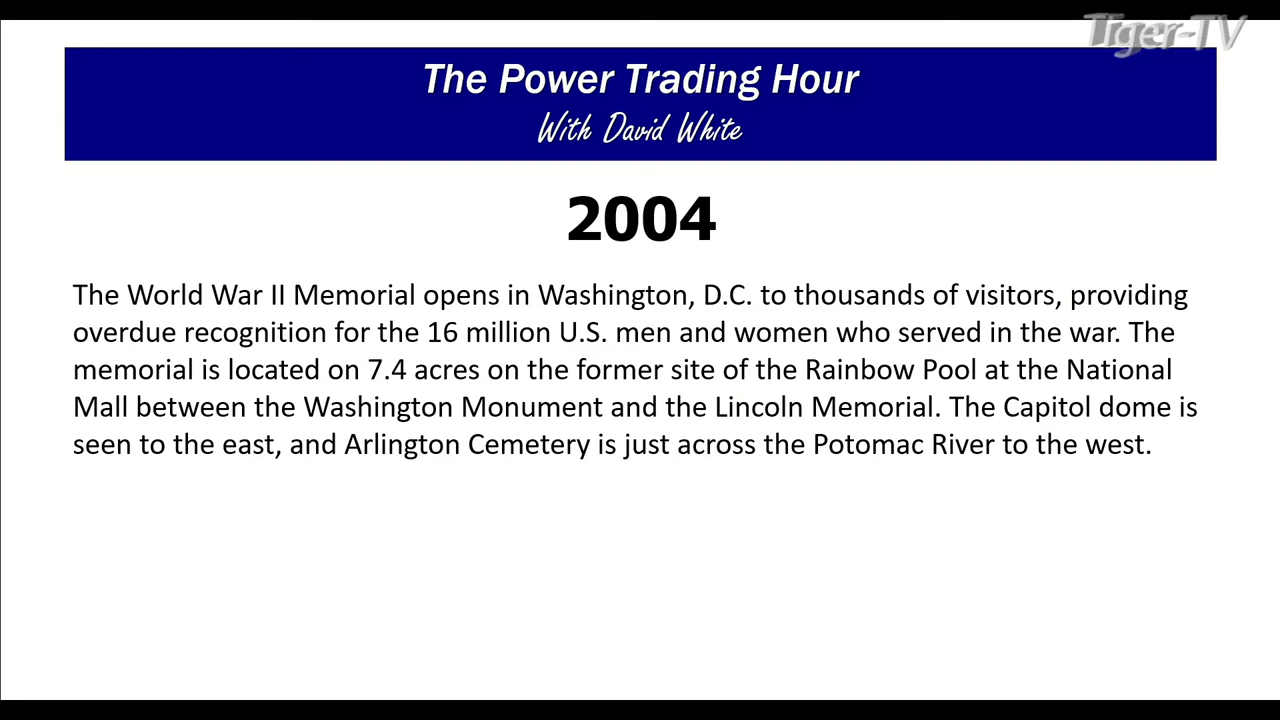 Tiger-TV
The Power Trading Hour
With David White
2004
The World War II Memorial opens in Washington, D.C. to thousands of visitors, providing
overdue recognition for the 16 million U.S. men and women who served in the war. The
memorial is located on 7.4 acres on the former site of the Rainbow Pool at the National
Mall between the Washington Monument and the Lincoln Memorial. The Capitol dome is
seen to the east, and Arlington Cemetery is just across the Potomac River to the west.